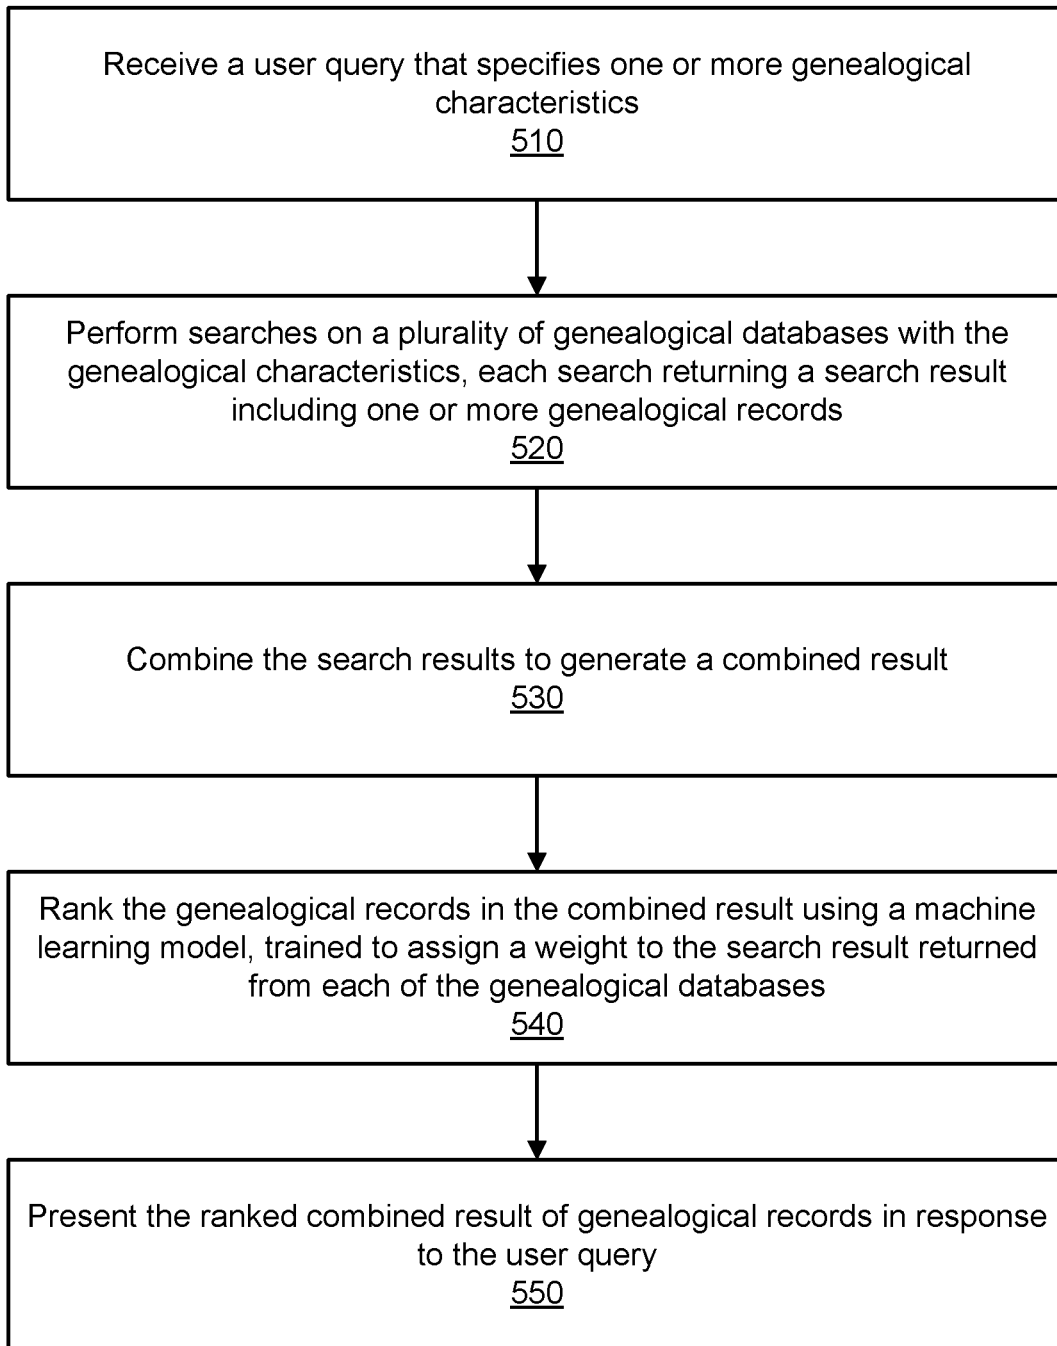 Receive a user query that specifies one or more genealogical
characteristics
510
Perform searches on a plurality of genealogical databases with the
genealogical characteristics, each search returning a search result
including one or more genealogical records
520
Combine the search results to generate a combined result
530
Rank the genealogical records in the combined result using a machine
learning model, trained to assign a weight to the search result returned
from each of the genealogical databases
540
Present the ranked combined result of genealogical records in response
to the user query
550